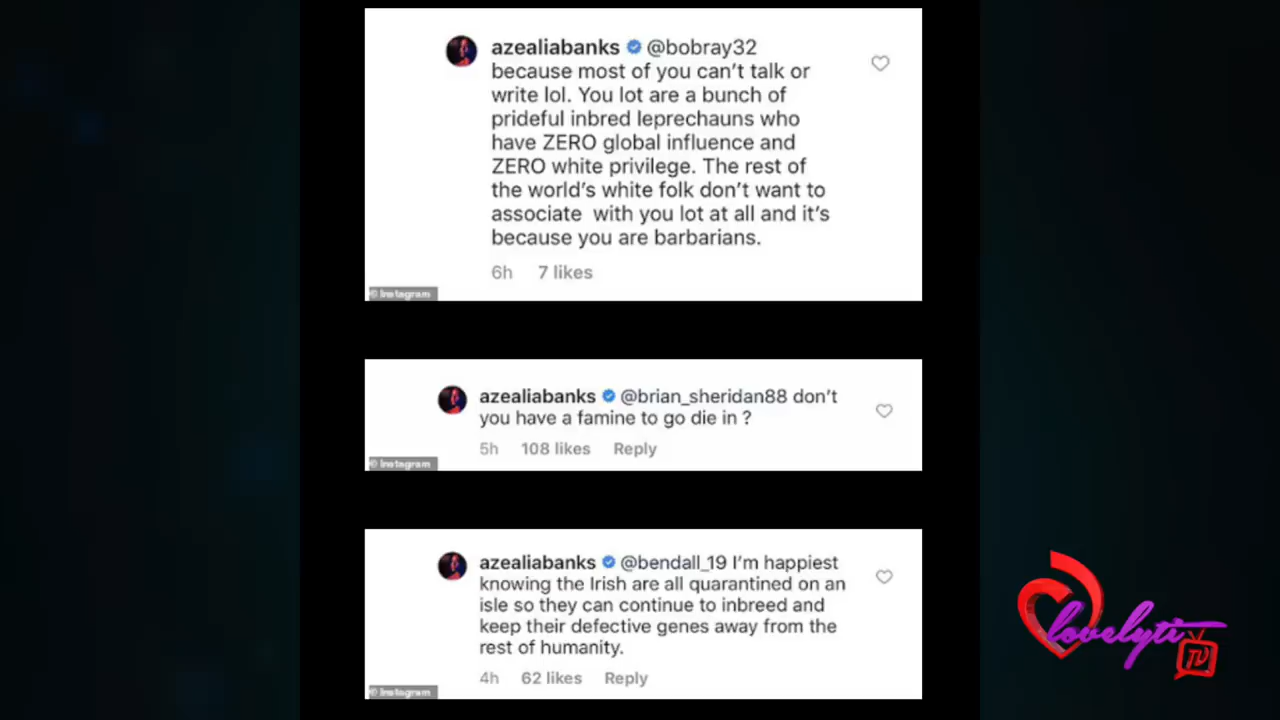 azealiabanks @bobray32
because most of you can't talk or
write lol. You lot are a bunch of
prideful inbred leprechauns who
have ZERO global influence and
ZERO white privilege. The rest of
the world's white folk don't want to
associate with you lot at all and it's
because you are barbarians.
6h 7 likes
© Instagram
azealiabanks @brian_sheridan88 don't
you have a famine to go die in ?
5h 108 likes Reply
© Instagram
azealiabanks @bendall_19 I'm happiest
knowing the Irish are all quarantined on an
isle so they can continue to inbreed and
keep their defective genes away from the
rest of humanity.
4h 62 likes Reply
© Instagram
lovelyti
TV